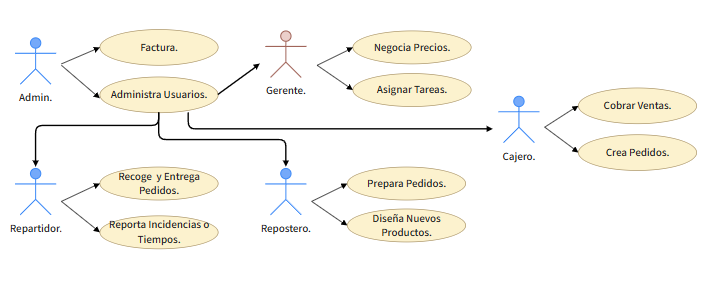 Factura.
Admin.
Administra Usuarios.
Gerente.
Negocia Precios.
Asignar Tareas.
Cajero.
Cobrar Ventas.
Crea Pedidos.
Repartidor.
Recoge y Entrega
Pedidos.
Reporta Incidencias o
Tiempos.
Repostero.
Prepara Pedidos.
Diseña Nuevos
Productos.